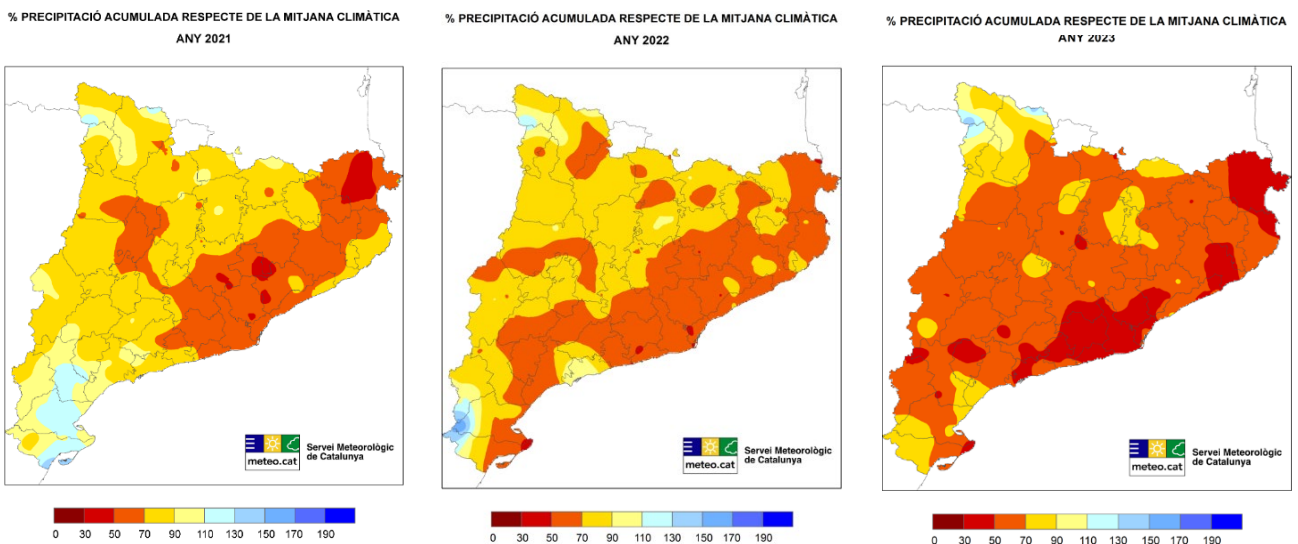 % PRECIPITACIÓ ACUMULADA RESPECTE DE LA MITJANA CLIMÀTICA
ANY 2021
Servei Meteorològic
de Catalunya
meteo.cat
0 30 50 70 90 110 130 150 170 190
% PRECIPITACIÓ ACUMULADA RESPECTE DE LA MITJANA CLIMÀTICA
ANY 2022
Servei Meteorològic
de Catalunya
meteo.cat
0 30 50 70 90 110 130 150 170 190
% PRECIPITACIÓ ACUMULADA RESPECTE DE LA MITJANA CLIMÀTICA
ANY 2023
Servei Meteorològic
de Catalunya
meteo.cat
0 30 50 70 90 110 130 150 170 190